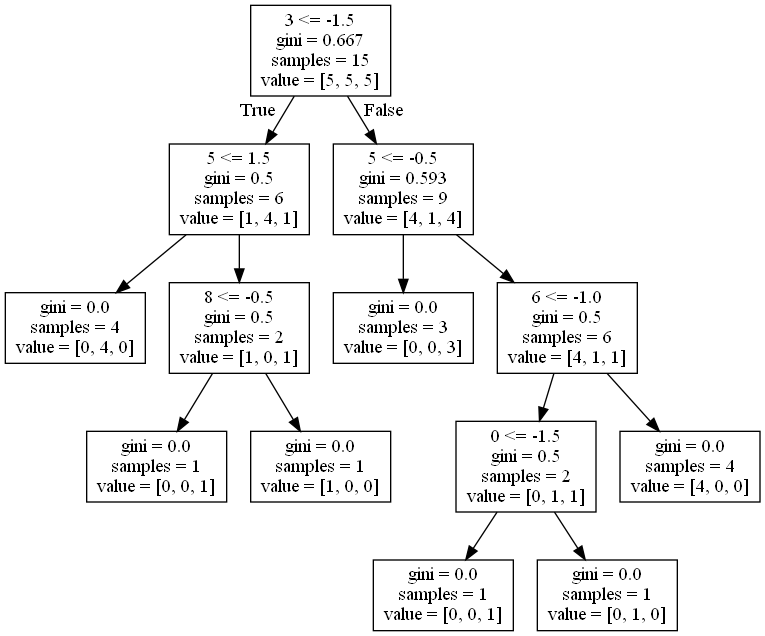 3 <= -1.5
gini = 0.667
samples = 15
value = [5, 5, 5]
True
False
5 <= 1.5
gini = 0.5
samples = 6
value = [1, 4, 1]
5 <= -0.5
gini = 0.593
samples = 9
value = [4, 1, 4]
gini = 0.0
samples = 4
value = [0, 4, 0]
8 <= -0.5
gini = 0.5
samples = 2
value = [1, 0, 1]
gini = 0.0
samples = 3
value = [0, 0, 3]
6 <= -1.0
gini = 0.5
samples = 6
value = [4, 1, 1]
gini = 0.0
samples = 1
value = [0, 0, 1]
gini = 0.0
samples = 1
value = [1, 0, 0]
0 <= -1.5
gini = 0.5
samples = 2
value = [0, 1, 1]
gini = 0.0
samples = 4
value = [4, 0, 0]
gini = 0.0
samples = 1
value = [0, 0, 1]
gini = 0.0
samples = 1
value = [0, 1, 0]